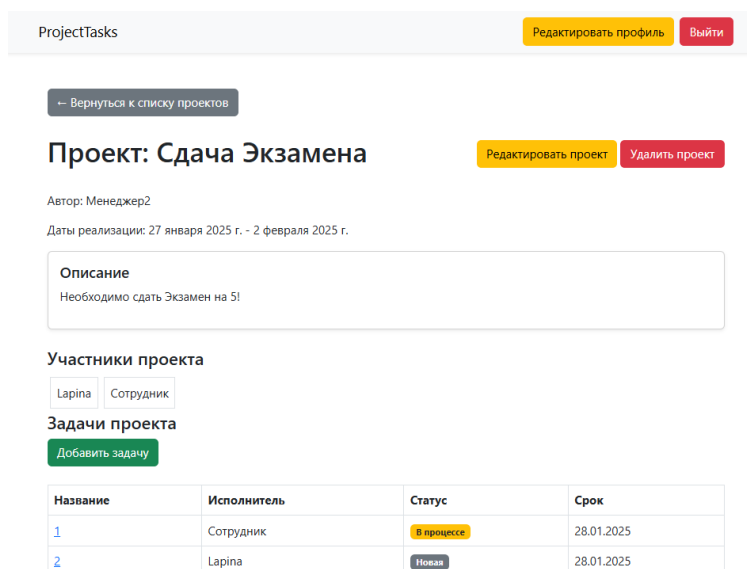 ProjectTasks Редактировать профиль Выйти
← Вернуться к списку проектов
Проект: Сдача Экзамена Редактировать проект Удалить проект
Автор: Менеджер2
Даты реализации: 27 января 2025 г. - 2 февраля 2025 г.
Описание
Необходимо сдать Экзамен на 5!
Участники проекта
Lapina Сотрудник
Задачи проекта
Добавить задачу
Название Исполнитель Статус Срок
1 Сотрудник В процессе 28.01.2025
2 Lapina Новая 28.01.2025